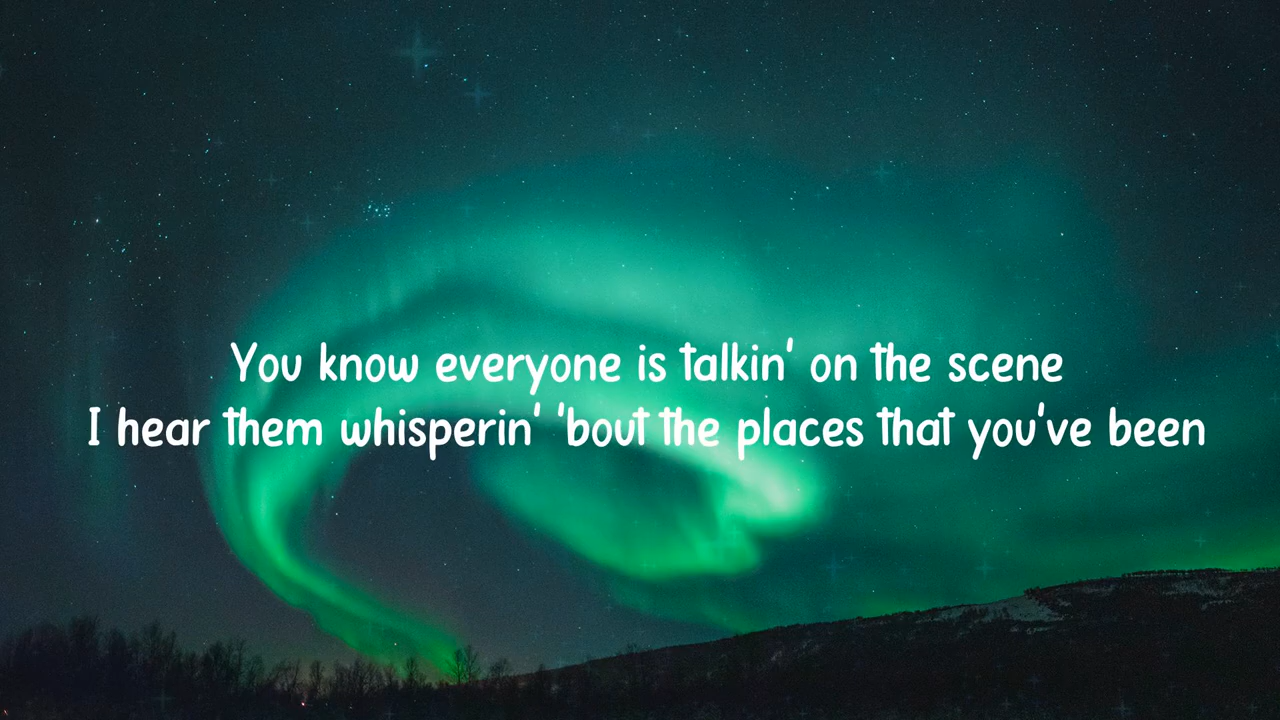 You know everyone is talkin' on the scene
I hear them whisperin' 'bout the places that you've been